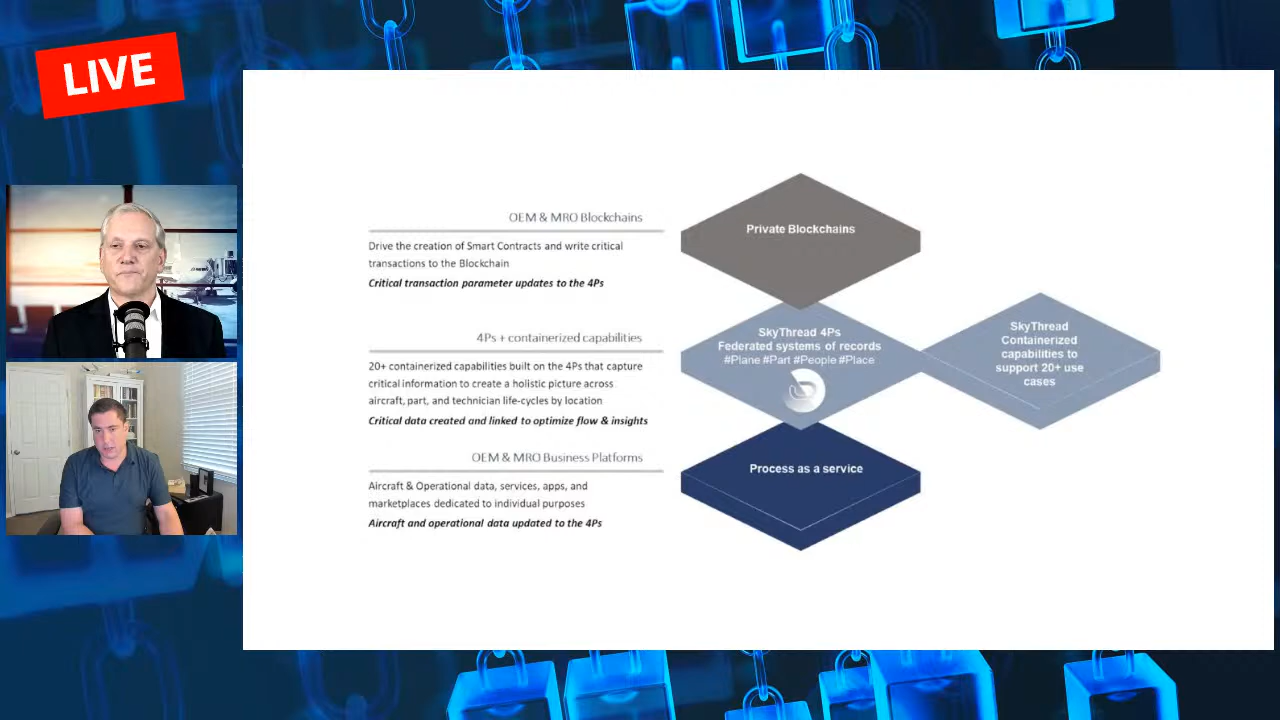 LIVE
OEM & MRO Blockchains
Drive the creation of Smart Contracts and write critical
transactions to the Blockchain
Critical transaction parameter updates to the 4Ps
4Ps + containerized capabilities
20+ containerized capabilities built on the 4Ps that capture
critical information to create a holistic picture across
aircraft, part, and technician life-cycles by location
Critical data created and linked to optimize flow & insights
OEM & MRO Business Platforms
Aircraft & Operational data, services, apps, and
marketplaces dedicated to individual purposes
Aircraft and operational data updated to the 4Ps
Private Blockchains
SkyThread 4Ps
Federated systems of records
#Plane #Part #People #Place
SkyThread
Containerized
capabilities to
support 20+ use
cases
Process as a service